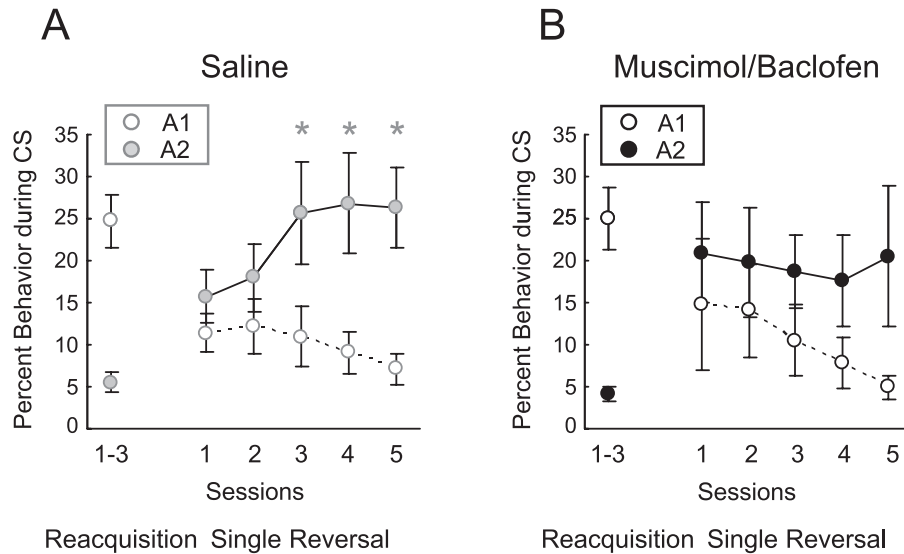 A
Saline
A1
A2
Percent Behavior during CS
35
30
25
20
15
10
5
0
* * *
1-3 1 2 3 4 5
Sessions
Reacquisition Single Reversal
B
Muscimol/Baclofen
A1
A2
Percent Behavior during CS
35
30
25
20
15
10
5
0
1-3 1 2 3 4 5
Sessions
Reacquisition Single Reversal